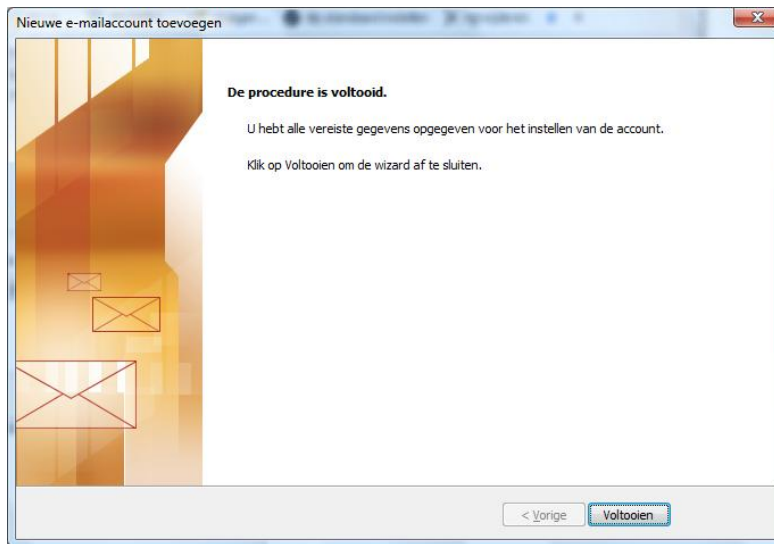 Nieuwe e-mailaccount toevoegen
De procedure is voltooid.
U hebt alle vereiste gegevens opgegeven voor het instellen van de account.
Klik op Voltooien om de wizard af te sluiten.
< Vorige
Voltooien